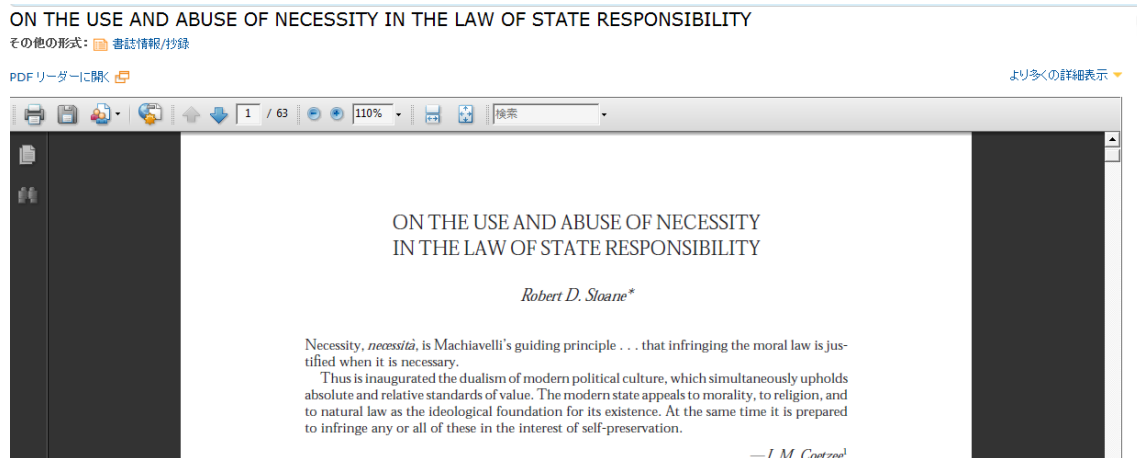 ON THE USE AND ABUSE OF NECESSITY IN THE LAW OF STATE RESPONSIBILITY
その他の形式: 書誌情報/抄録
PDF リーダーに開く
より多くの詳細表示
1 / 63 110% 検索
ON THE USE AND ABUSE OF NECESSITY
IN THE LAW OF STATE RESPONSIBILITY
Robert D. Sloane*
Necessity, necessità, is Machiavelli's guiding principle . . . that infringing the moral law is jus-
tified when it is necessary.
Thus is inaugurated the dualism of modern political culture, which simultaneously upholds
absolute and relative standards of value. The modern state appeals to morality, to religion, and
to natural law as the ideological foundation for its existence. At the same time it is prepared
to infringe any or all of these in the interest of self-preservation.
—J. M. Coetzee¹